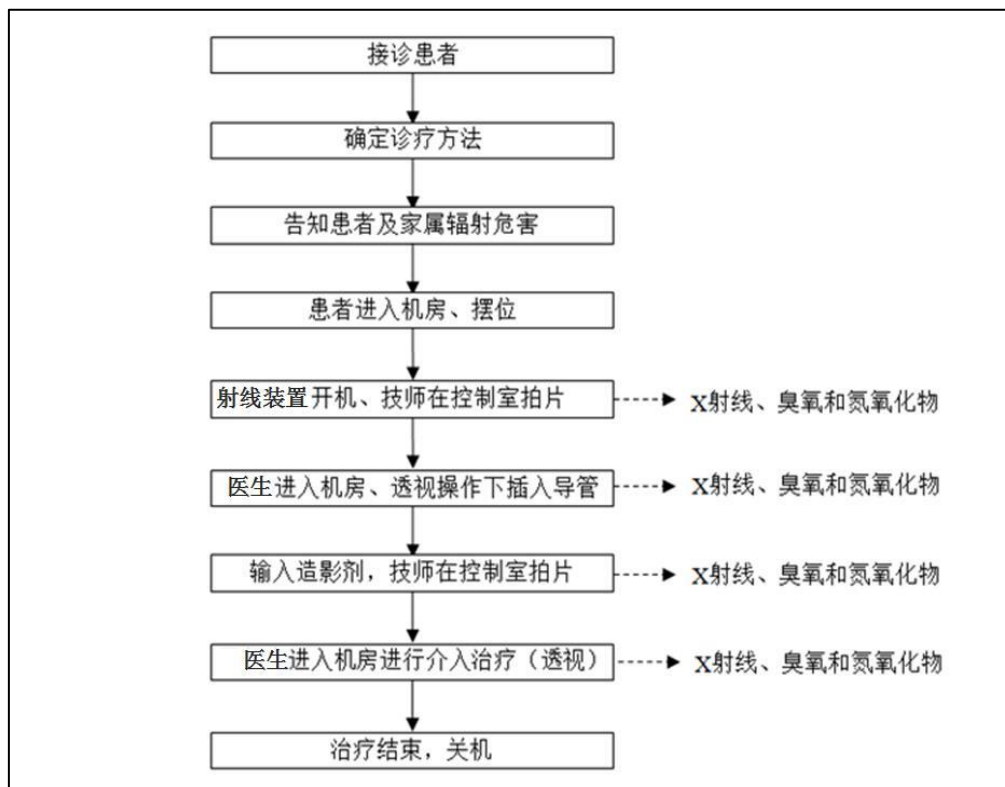 接诊患者
确定诊疗方法
告知患者及家属辐射危害
患者进入机房、摆位
射线装置开机、技师在控制室拍片
X射线、臭氧和氮氧化物
医生进入机房、透视操作下插入导管
X射线、臭氧和氮氧化物
输入造影剂，技师在控制室拍片
X射线、臭氧和氮氧化物
医生进入机房进行介入治疗（透视）
X射线、臭氧和氮氧化物
治疗结束，关机